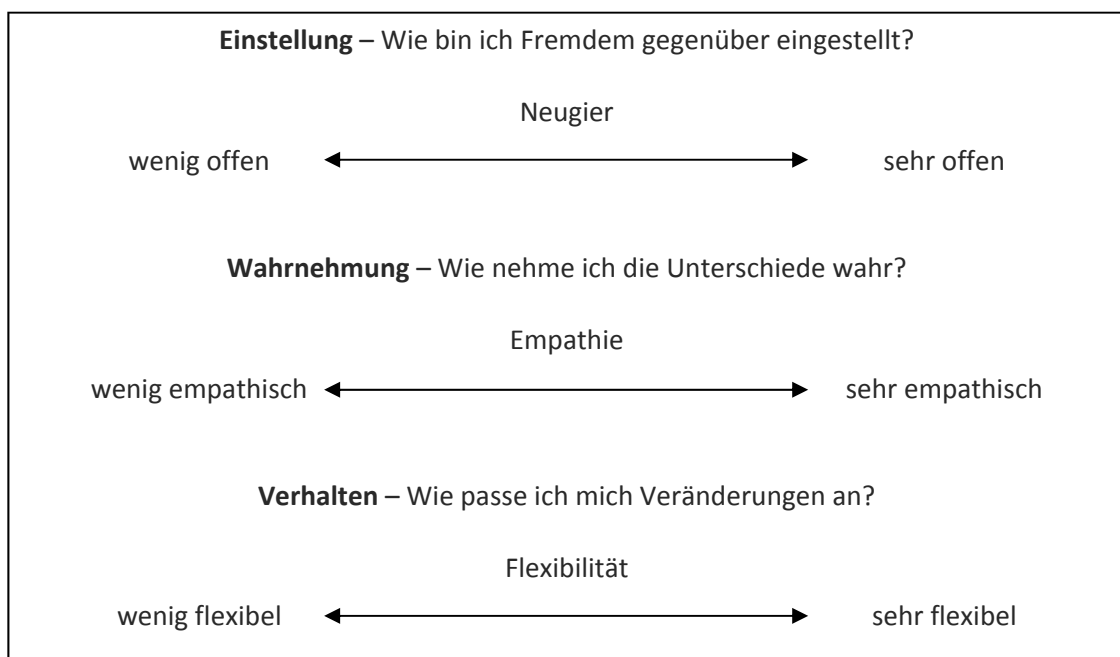 Einstellung – Wie bin ich Fremdem gegenüber eingestellt?
Neugier
wenig offen sehr offen
Wahrnehmung – Wie nehme ich die Unterschiede wahr?
Empathie
wenig empathisch sehr empathisch
Verhalten – Wie passe ich mich Veränderungen an?
Flexibilität
wenig flexibel sehr flexibel